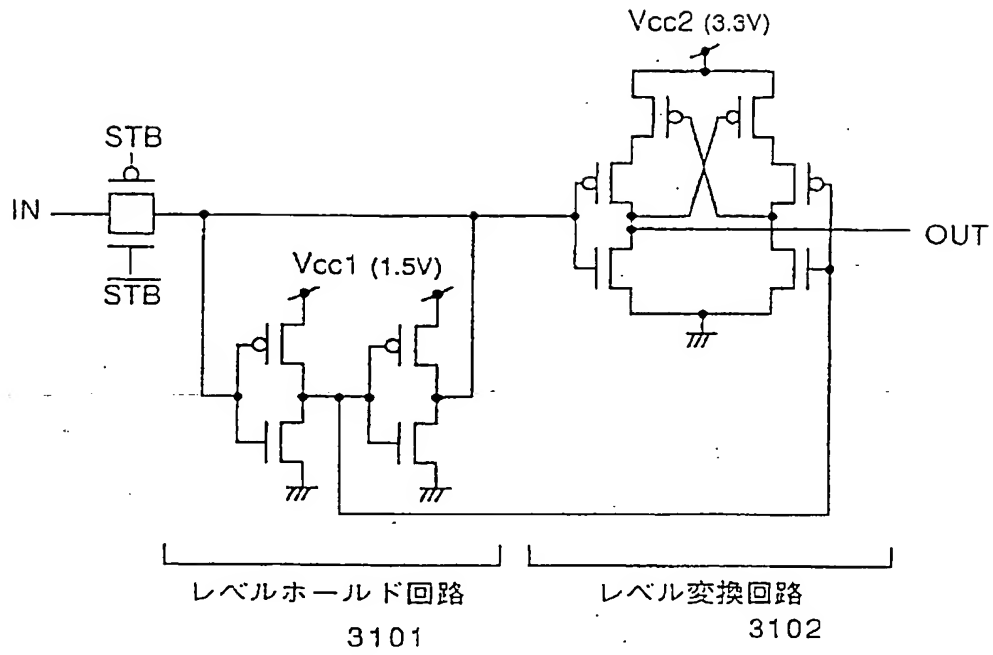 Vcc2 (3.3V)
STB
IN
OUT
Vcc1 (1.5V)
S̅T̅B̅
レベルホールド回路
3101
レベル変換回路
3102